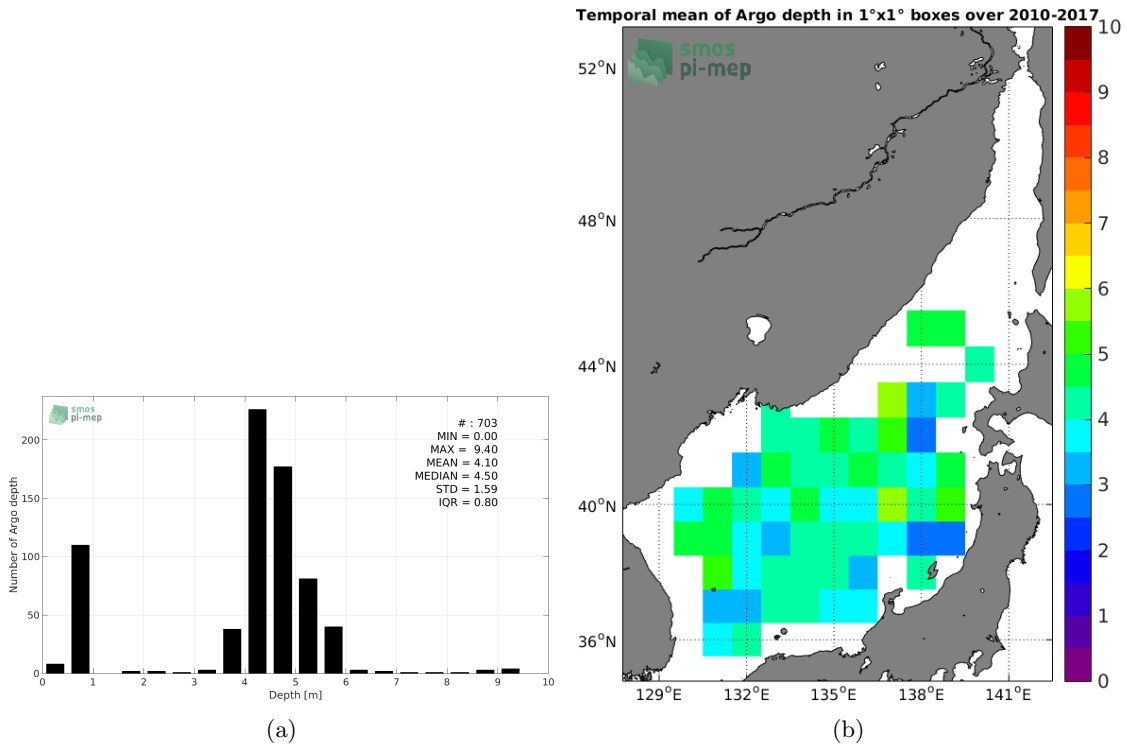 Temporal mean of Argo depth in 1°x1° boxes over 2010-2017
smos
pi-mep
52°N
48°N
44°N
40°N
36°N
129°E
132°E
135°E
138°E
141°E
10
9
8
7
6
5
4
3
2
1
0
smos
pi-mep
# : 703
MIN = 0.00
MAX = 9.40
MEAN = 4.10
MEDIAN = 4.50
STD = 1.59
IQR = 0.80
Number of Argo depth
200
150
100
50
0
0 1 2 3 4 5 6 7 8 9 10
Depth [m]
(a)
(b)